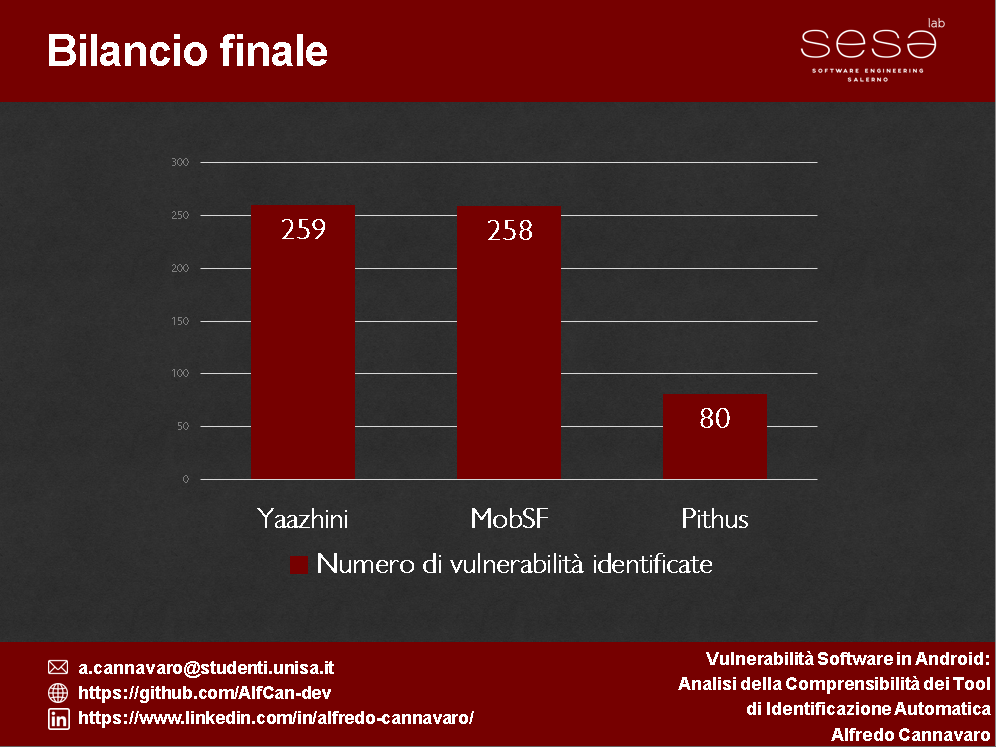 Bilancio finale
sesa lab
SOFTWARE ENGINEERING
SALERNO
300
250
200
150
100
50
0
259
258
80
Yaazhini MobSF Pithus
Numero di vulnerabilità identificate
a.cannavaro@studenti.unisa.it
https://github.com/AlfCan-dev
https://www.linkedin.com/in/alfredo-cannavaro/
Vulnerabilità Software in Android:
Analisi della Comprensibilità dei Tool
di Identificazione Automatica
Alfredo Cannavaro